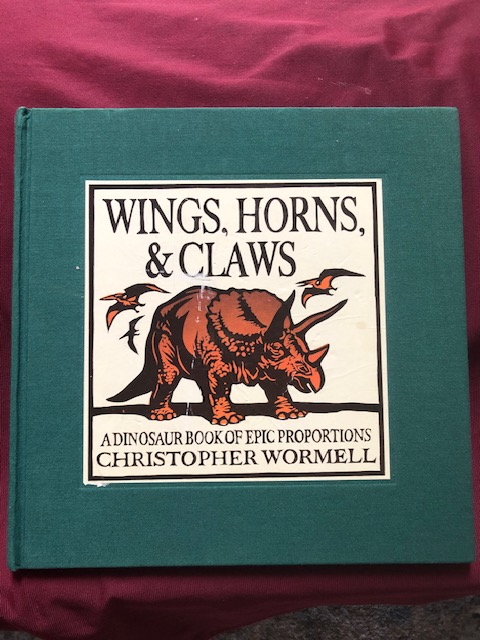 WINGS, HORNS,
& CLAWS
A DINOSAUR BOOK OF EPIC PROPORTIONS
CHRISTOPHER WORMELL